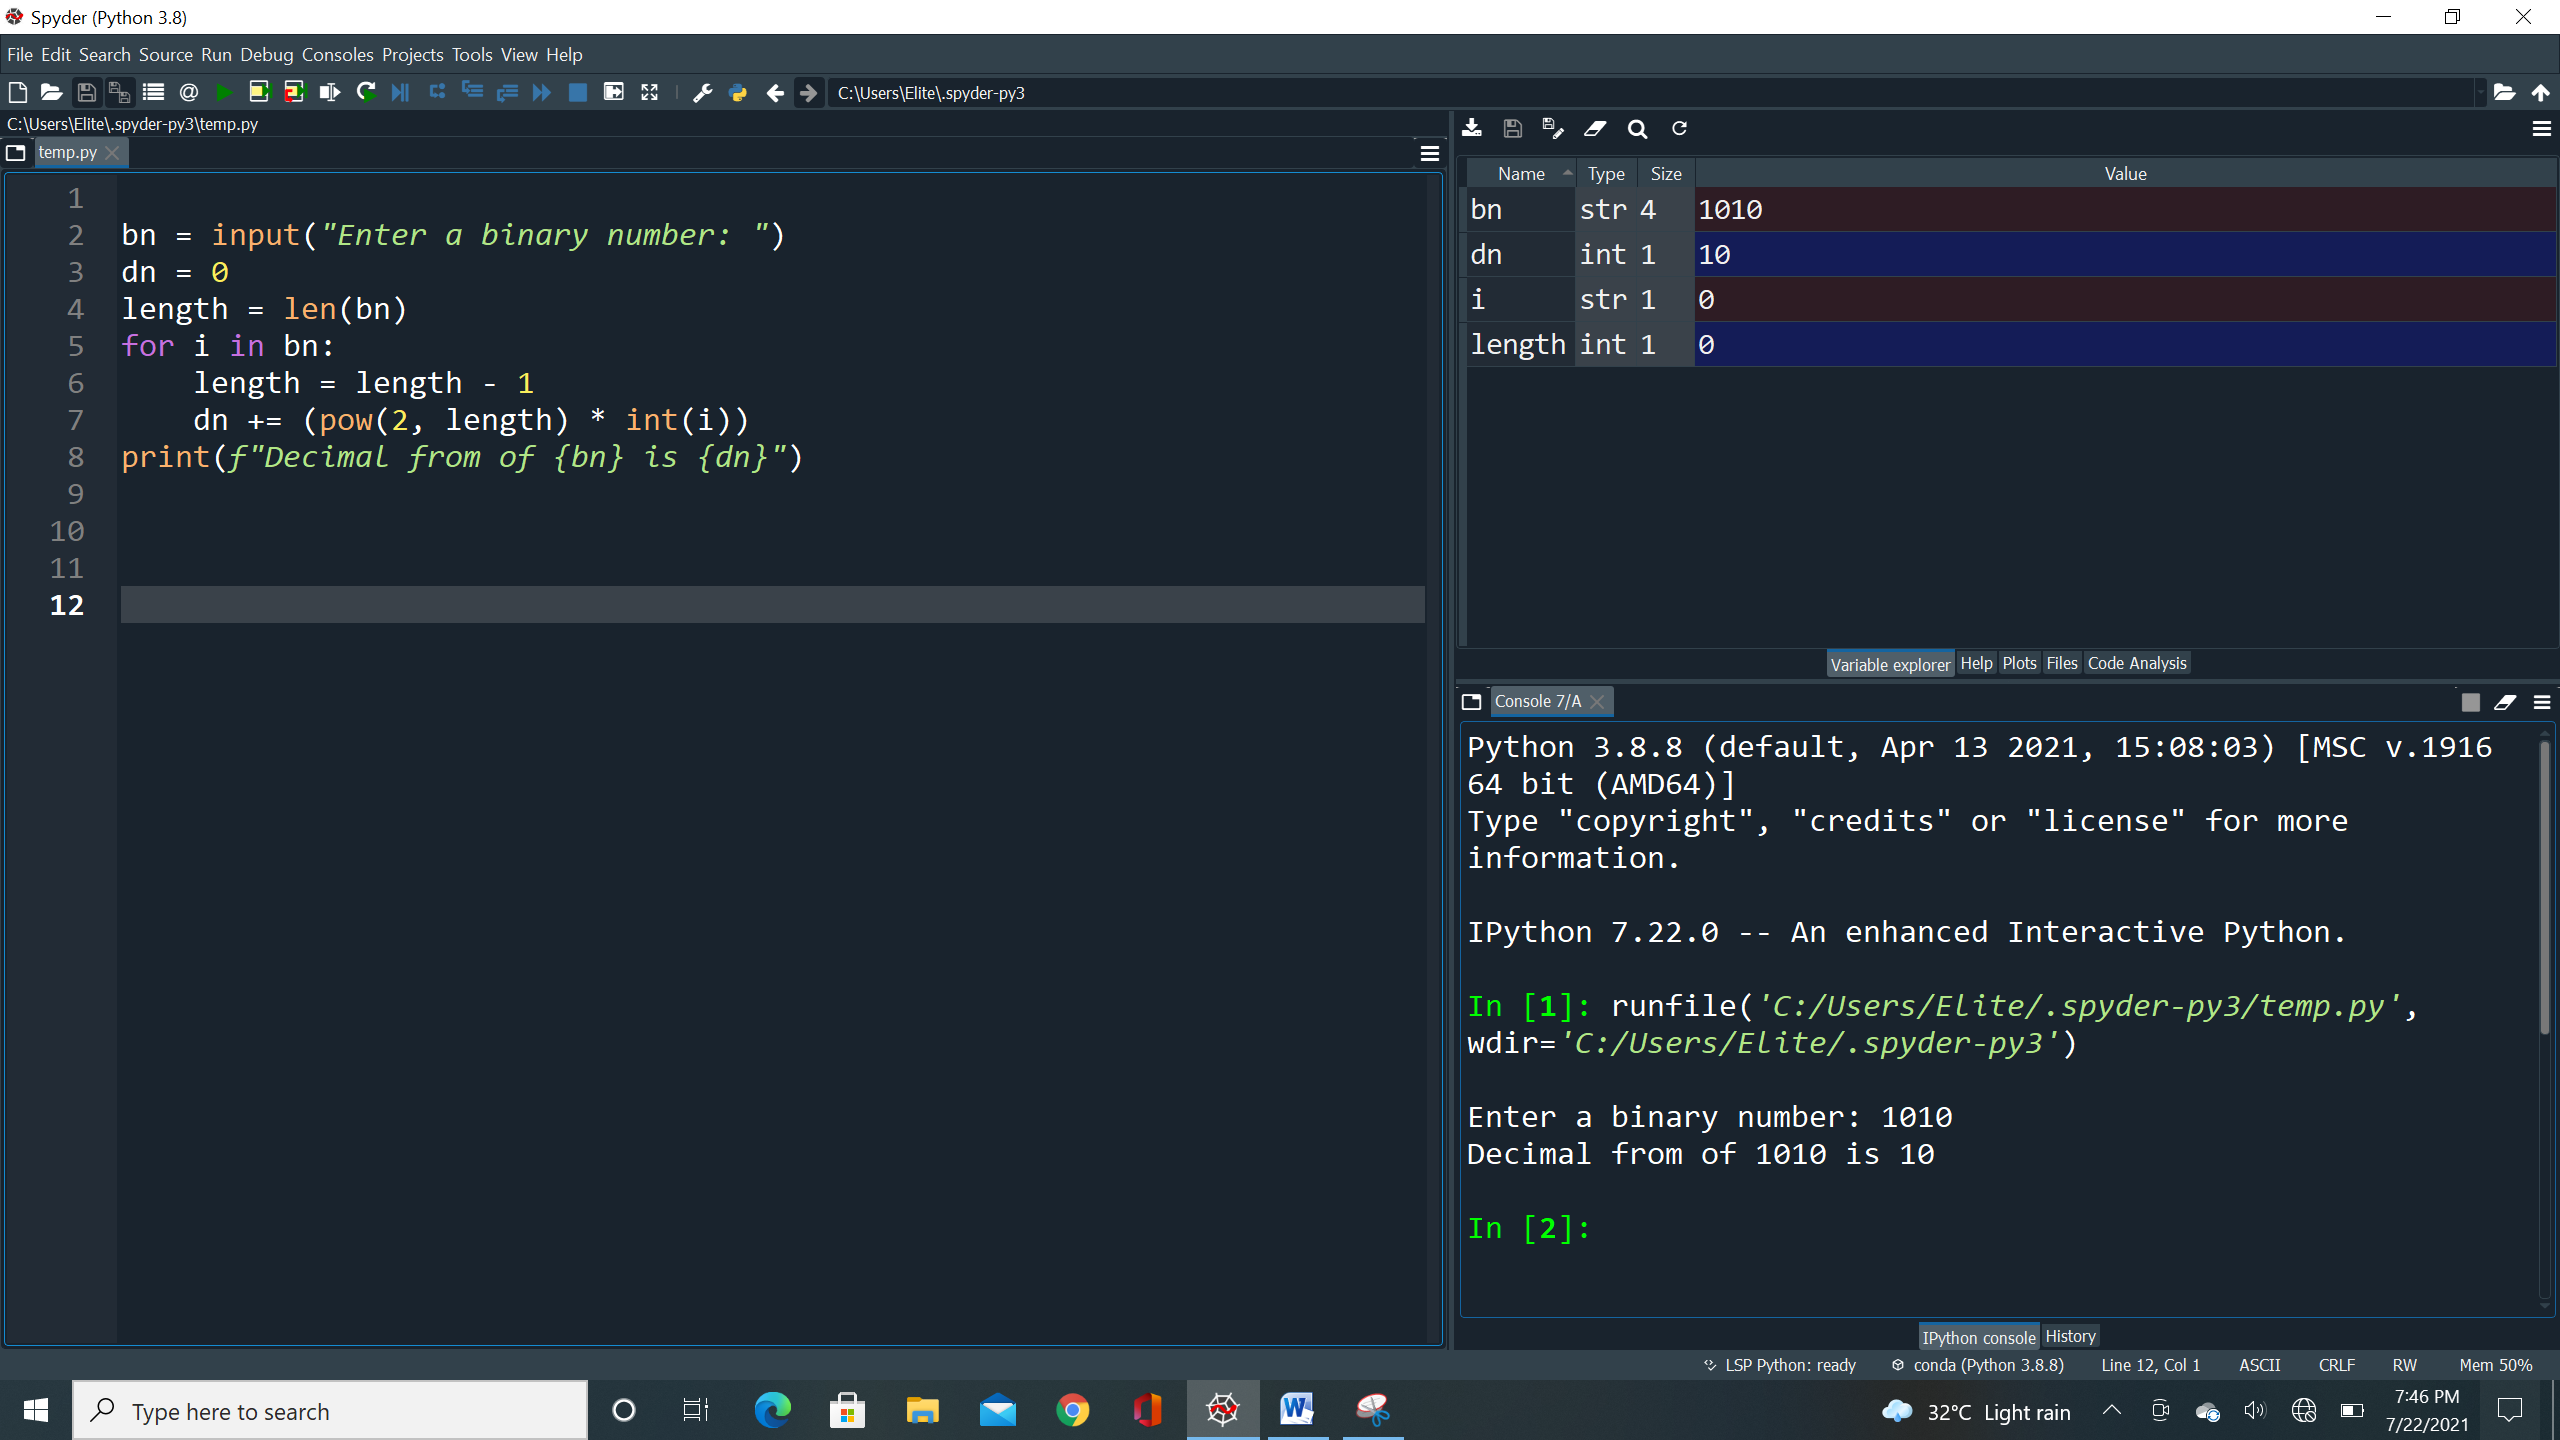 Spyder (Python 3.8)
File Edit Search Source Run Debug Consoles Projects Tools View Help
C:\Users\Elite\.spyder-py3
C:\Users\Elite\.spyder-py3\temp.py
temp.py
1
2 bn = input("Enter a binary number: ")
3 dn = 0
4 length = len(bn)
5 for i in bn:
6     length = length - 1
7     dn += (pow(2, length) * int(i))
8 print(f"Decimal from of {bn} is {dn}")
9
10
11
12
Name Type Size Value
bn str 4 1010
dn int 1 10
i str 1 0
length int 1 0
Variable explorer Help Plots Files Code Analysis
Console 7/A
Python 3.8.8 (default, Apr 13 2021, 15:08:03) [MSC v.1916
64 bit (AMD64)]
Type "copyright", "credits" or "license" for more
information.
IPython 7.22.0 -- An enhanced Interactive Python.
In [1]: runfile('C:/Users/Elite/.spyder-py3/temp.py',
wdir='C:/Users/Elite/.spyder-py3')
Enter a binary number: 1010
Decimal from of 1010 is 10
In [2]:
IPython console History
LSP Python: ready conda (Python 3.8.8) Line 12, Col 1 ASCII CRLF RW Mem 50%
Type here to search
32°C Light rain
7:46 PM
7/22/2021